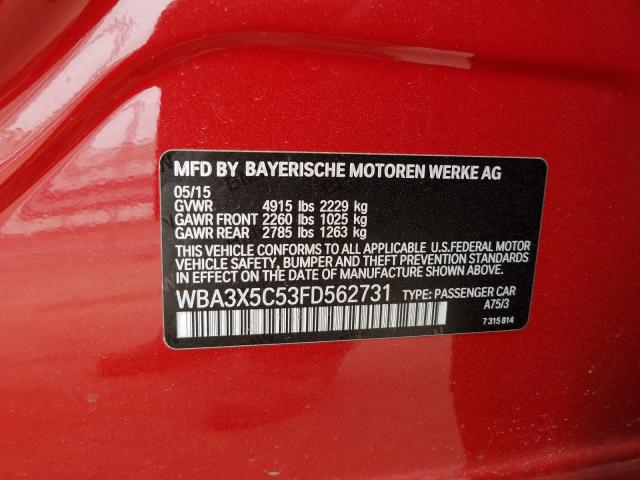 MFD BY BAYERISCHE MOTOREN WERKE AG
05/15
GVWR 4915 lbs 2229 kg
GAWR FRONT 2260 lbs 1025 kg
GAWR REAR 2785 lbs 1263 kg
THIS VEHICLE CONFORMS TO ALL APPLICABLE U.S.FEDERAL MOTOR
VEHICLE SAFETY, BUMPER AND THEFT PREVENTION STANDARDS
IN EFFECT ON THE DATE OF MANUFACTURE SHOWN ABOVE.
WBA3X5C53FD562731 TYPE: PASSENGER CAR
A75/3
7 315 814